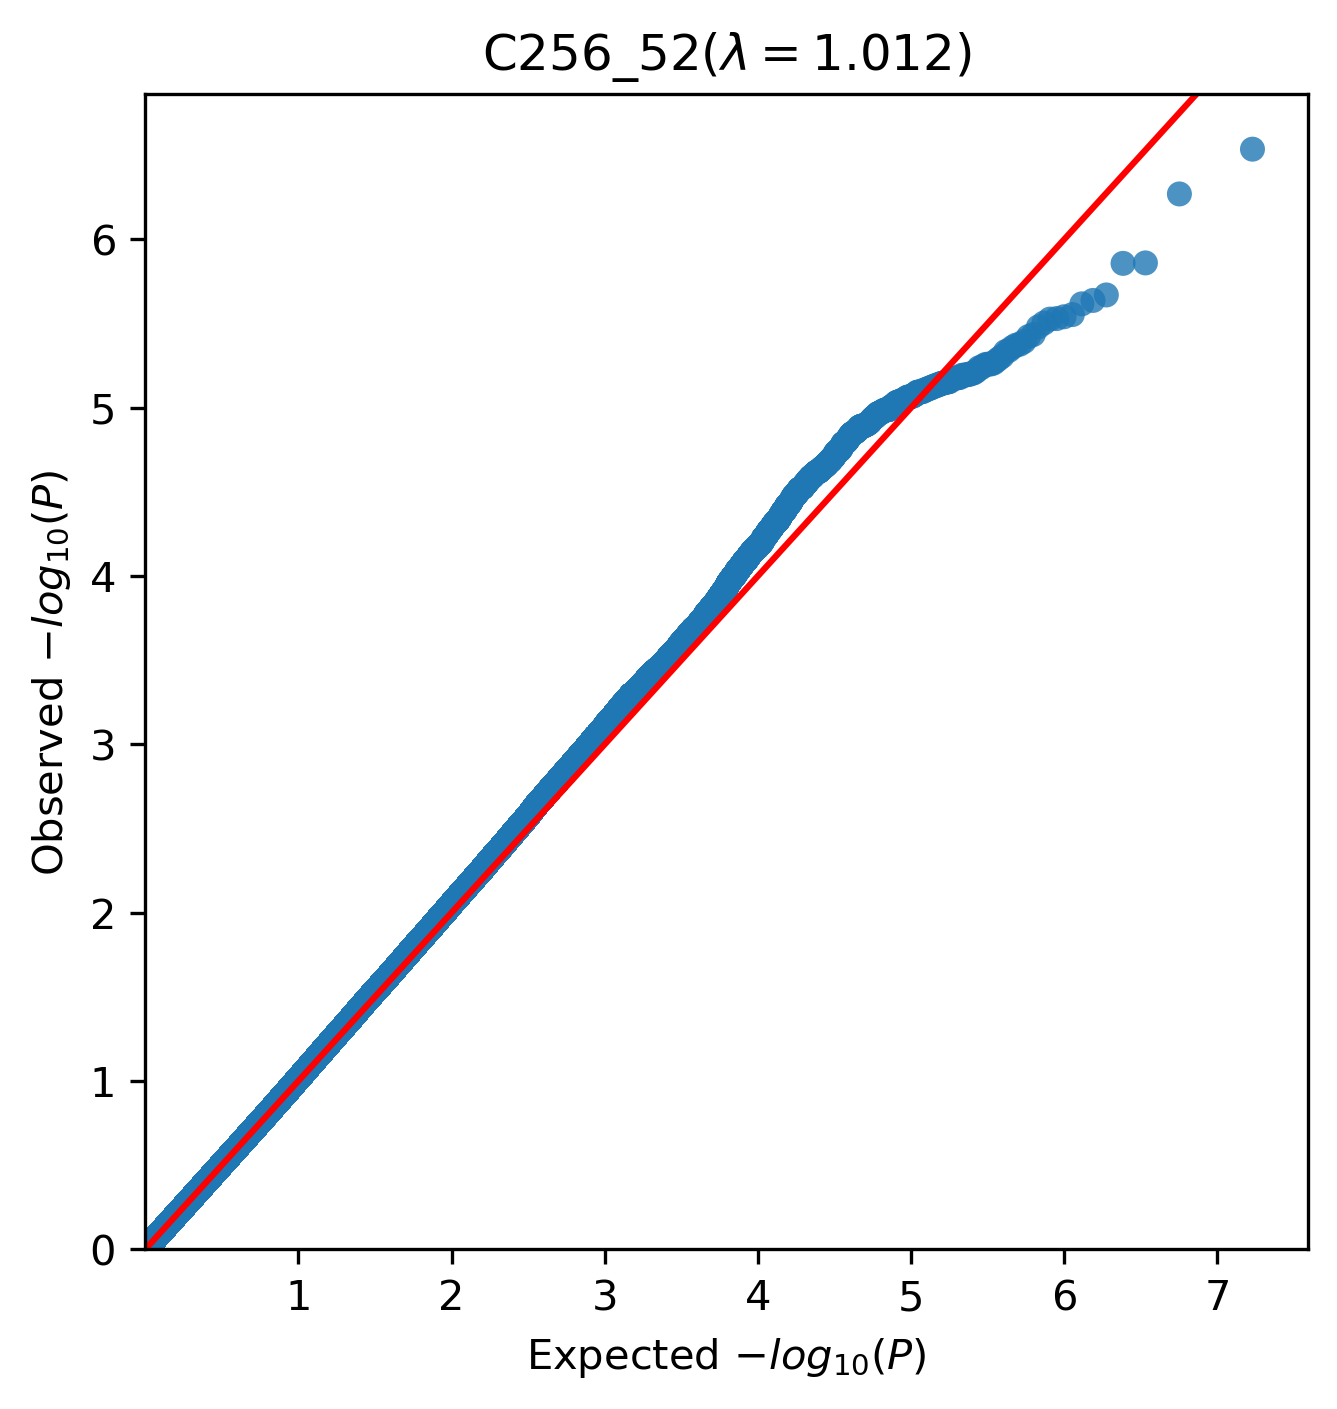 C256_52(λ = 1.012)
Observed −log₁₀(P)
6
5
4
3
2
1
0
1 2 3 4 5 6 7
Expected −log₁₀(P)